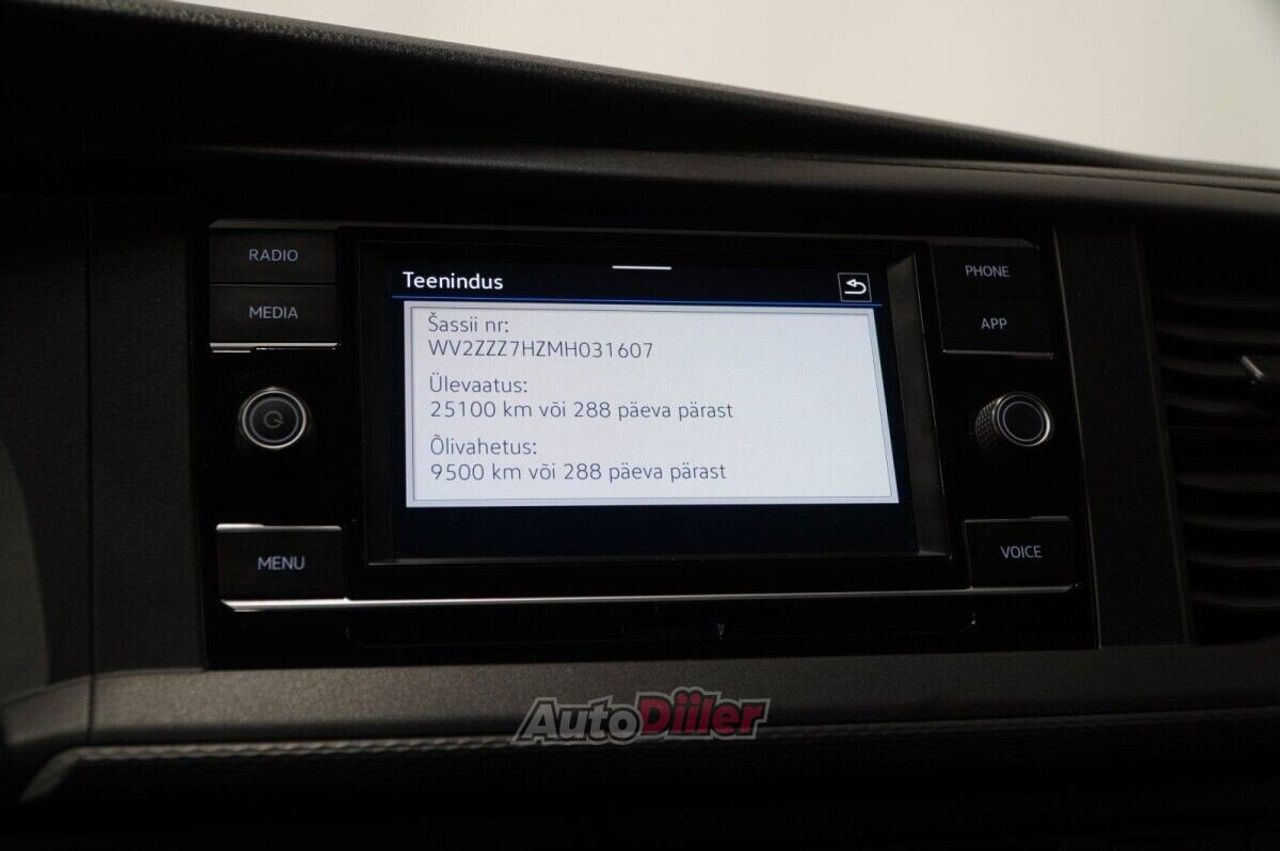 RADIO
MEDIA
MENU
Teenindus
Šassii nr:
WV2ZZZ7HZMH031607
Ülevaatus:
25100 km või 288 päeva pärast
Õlivahetus:
9500 km või 288 päeva pärast
PHONE
APP
VOICE
AutoDiiler